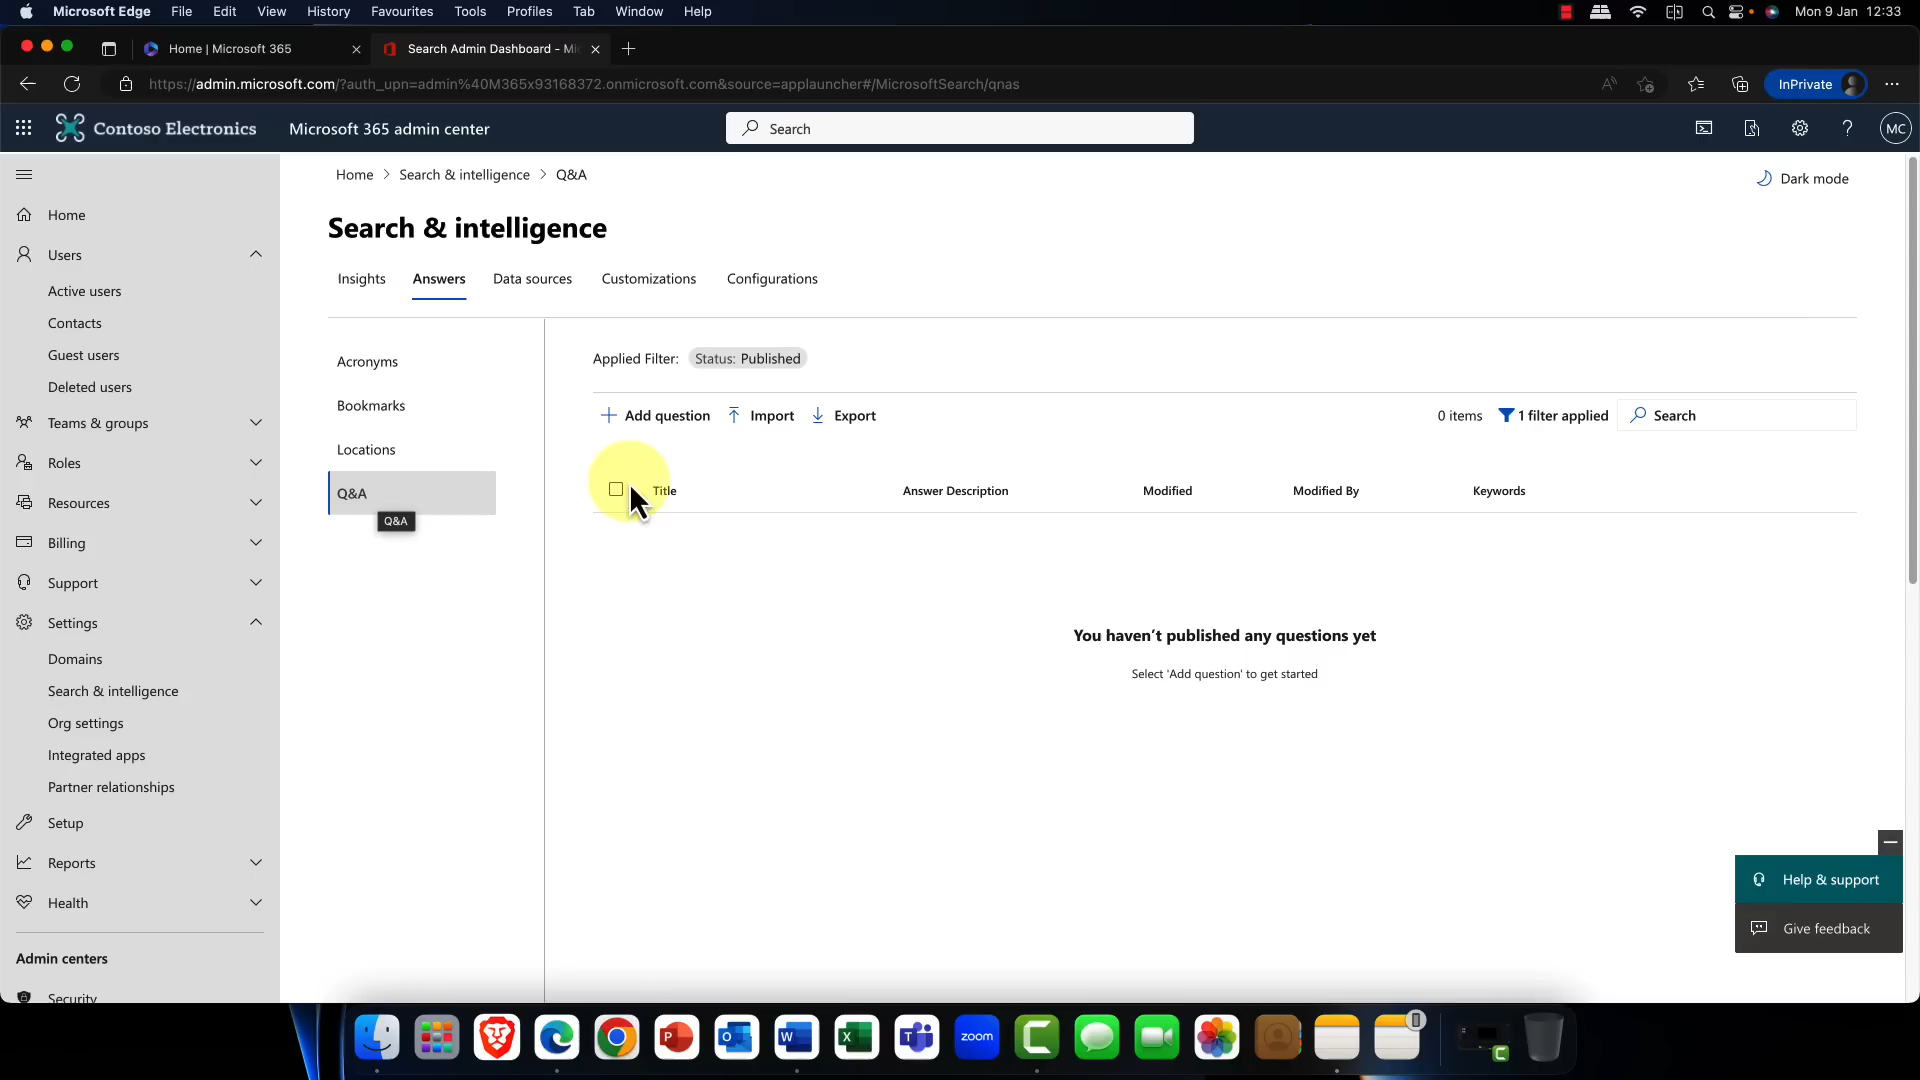 Microsoft Edge File Edit View History Favourites Tools Profiles Tab Window Help Mon 9 Jan 12:33
Home | Microsoft 365 Search Admin Dashboard - Mi
https://admin.microsoft.com/?auth_upn=admin%40M365x93168372.onmicrosoft.com&source=applauncher#/MicrosoftSearch/qnas InPrivate
Contoso Electronics Microsoft 365 admin center Search MC
Home > Search & intelligence > Q&A Dark mode
Home
Users
Active users
Contacts
Guest users
Deleted users
Teams & groups
Roles
Resources
Billing
Support
Settings
Domains
Search & intelligence
Org settings
Integrated apps
Partner relationships
Setup
Reports
Health
Admin centers
Security
Search & intelligence
Insights Answers Data sources Customizations Configurations
Acronyms
Bookmarks
Locations
Q&A
Q&A
Applied Filter: Status: Published
Add question Import Export 0 items 1 filter applied Search
Title Answer Description Modified Modified By Keywords
You haven't published any questions yet
Select 'Add question' to get started
Help & support
Give feedback
zoom